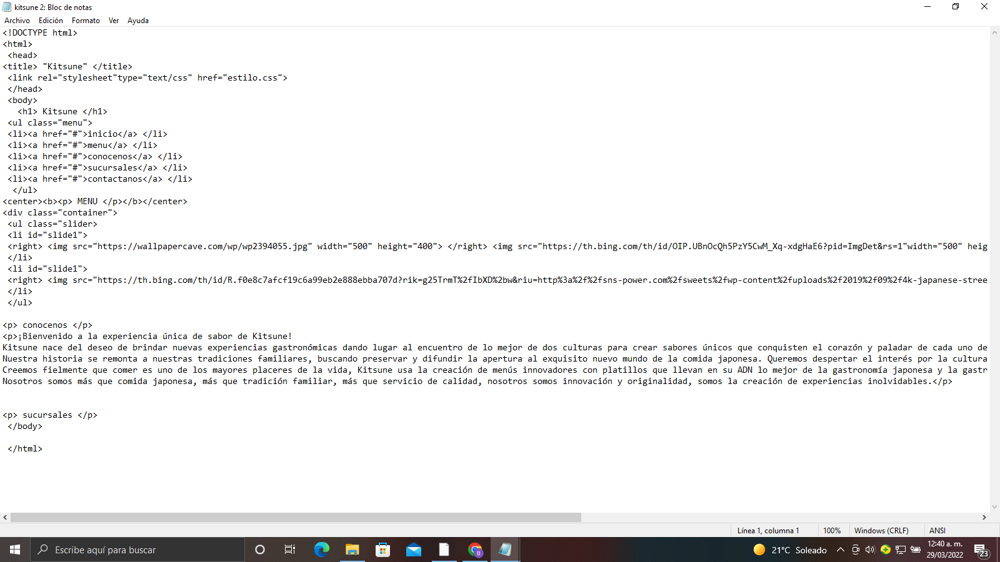 kitsune 2: Bloc de notas
Archivo Edición Formato Ver Ayuda
<!DOCTYPE html>
<html>
<head>
<title> "Kitsune" </title>
<link rel="stylesheet"type="text/css" href="estilo.css">
</head>
<body>
<h1> Kitsune </h1>
<ul class="menu">
<li><a href="#">inicio</a> </li>
<li><a href="#">menu</a> </li>
<li><a href="#">conocenos</a> </li>
<li><a href="#">sucursales</a> </li>
<li><a href="#">contactanos</a> </li>
</ul>
<center><b><p> MENU </p></b></center>
<div class="container">
<ul class="slider>
<li id="slide1">
<right> <img src="https://wallpapercave.com/wp/wp2394055.jpg" width="500" height="400"> </right> <img src="https://th.bing.com/th/id/OIP.UBnOcQh5PzY5CwM_Xq-xdgHaE6?pid=ImgDet&rs=1"width="500" heig
</li>
<li id="slide1">
<right> <img src="https://th.bing.com/th/id/R.f0e8c7afcf19c6a99eb2e888ebba707d?rik=g25TrmT%2fIbXD%2bw&riu=http%3a%2f%2fsns-power.com%2fsweets%2fwp-content%2fuploads%2f2019%2f09%2f4k-japanese-stree
</li>
</ul>
<p> conocenos </p>
<p>¡Bienvenido a la experiencia única de sabor de Kitsune!
Kitsune nace del deseo de brindar nuevas experiencias gastronómicas dando lugar al encuentro de lo mejor de dos culturas para crear sabores únicos que conquisten el corazón y paladar de cada uno de
Nuestra historia se remonta a nuestras tradiciones familiares, buscando preservar y difundir la apertura al exquisito nuevo mundo de la comida japonesa. Queremos despertar el interés por la cultura
Creemos fielmente que comer es uno de los mayores placeres de la vida, Kitsune usa la creación de menús innovadores con platillos que llevan en su ADN lo mejor de la gastronomía japonesa y la gastr
Nosotros somos más que comida japonesa, más que tradición familiar, más que servicio de calidad, nosotros somos innovación y originalidad, somos la creación de experiencias inolvidables.</p>
<p> sucursales </p>
</body>
</html>
Línea 1, columna 1 100% Windows (CRLF) ANSI
Escribe aquí para buscar
B
21°C Soleado
12:40 a. m.
29/03/2022
23